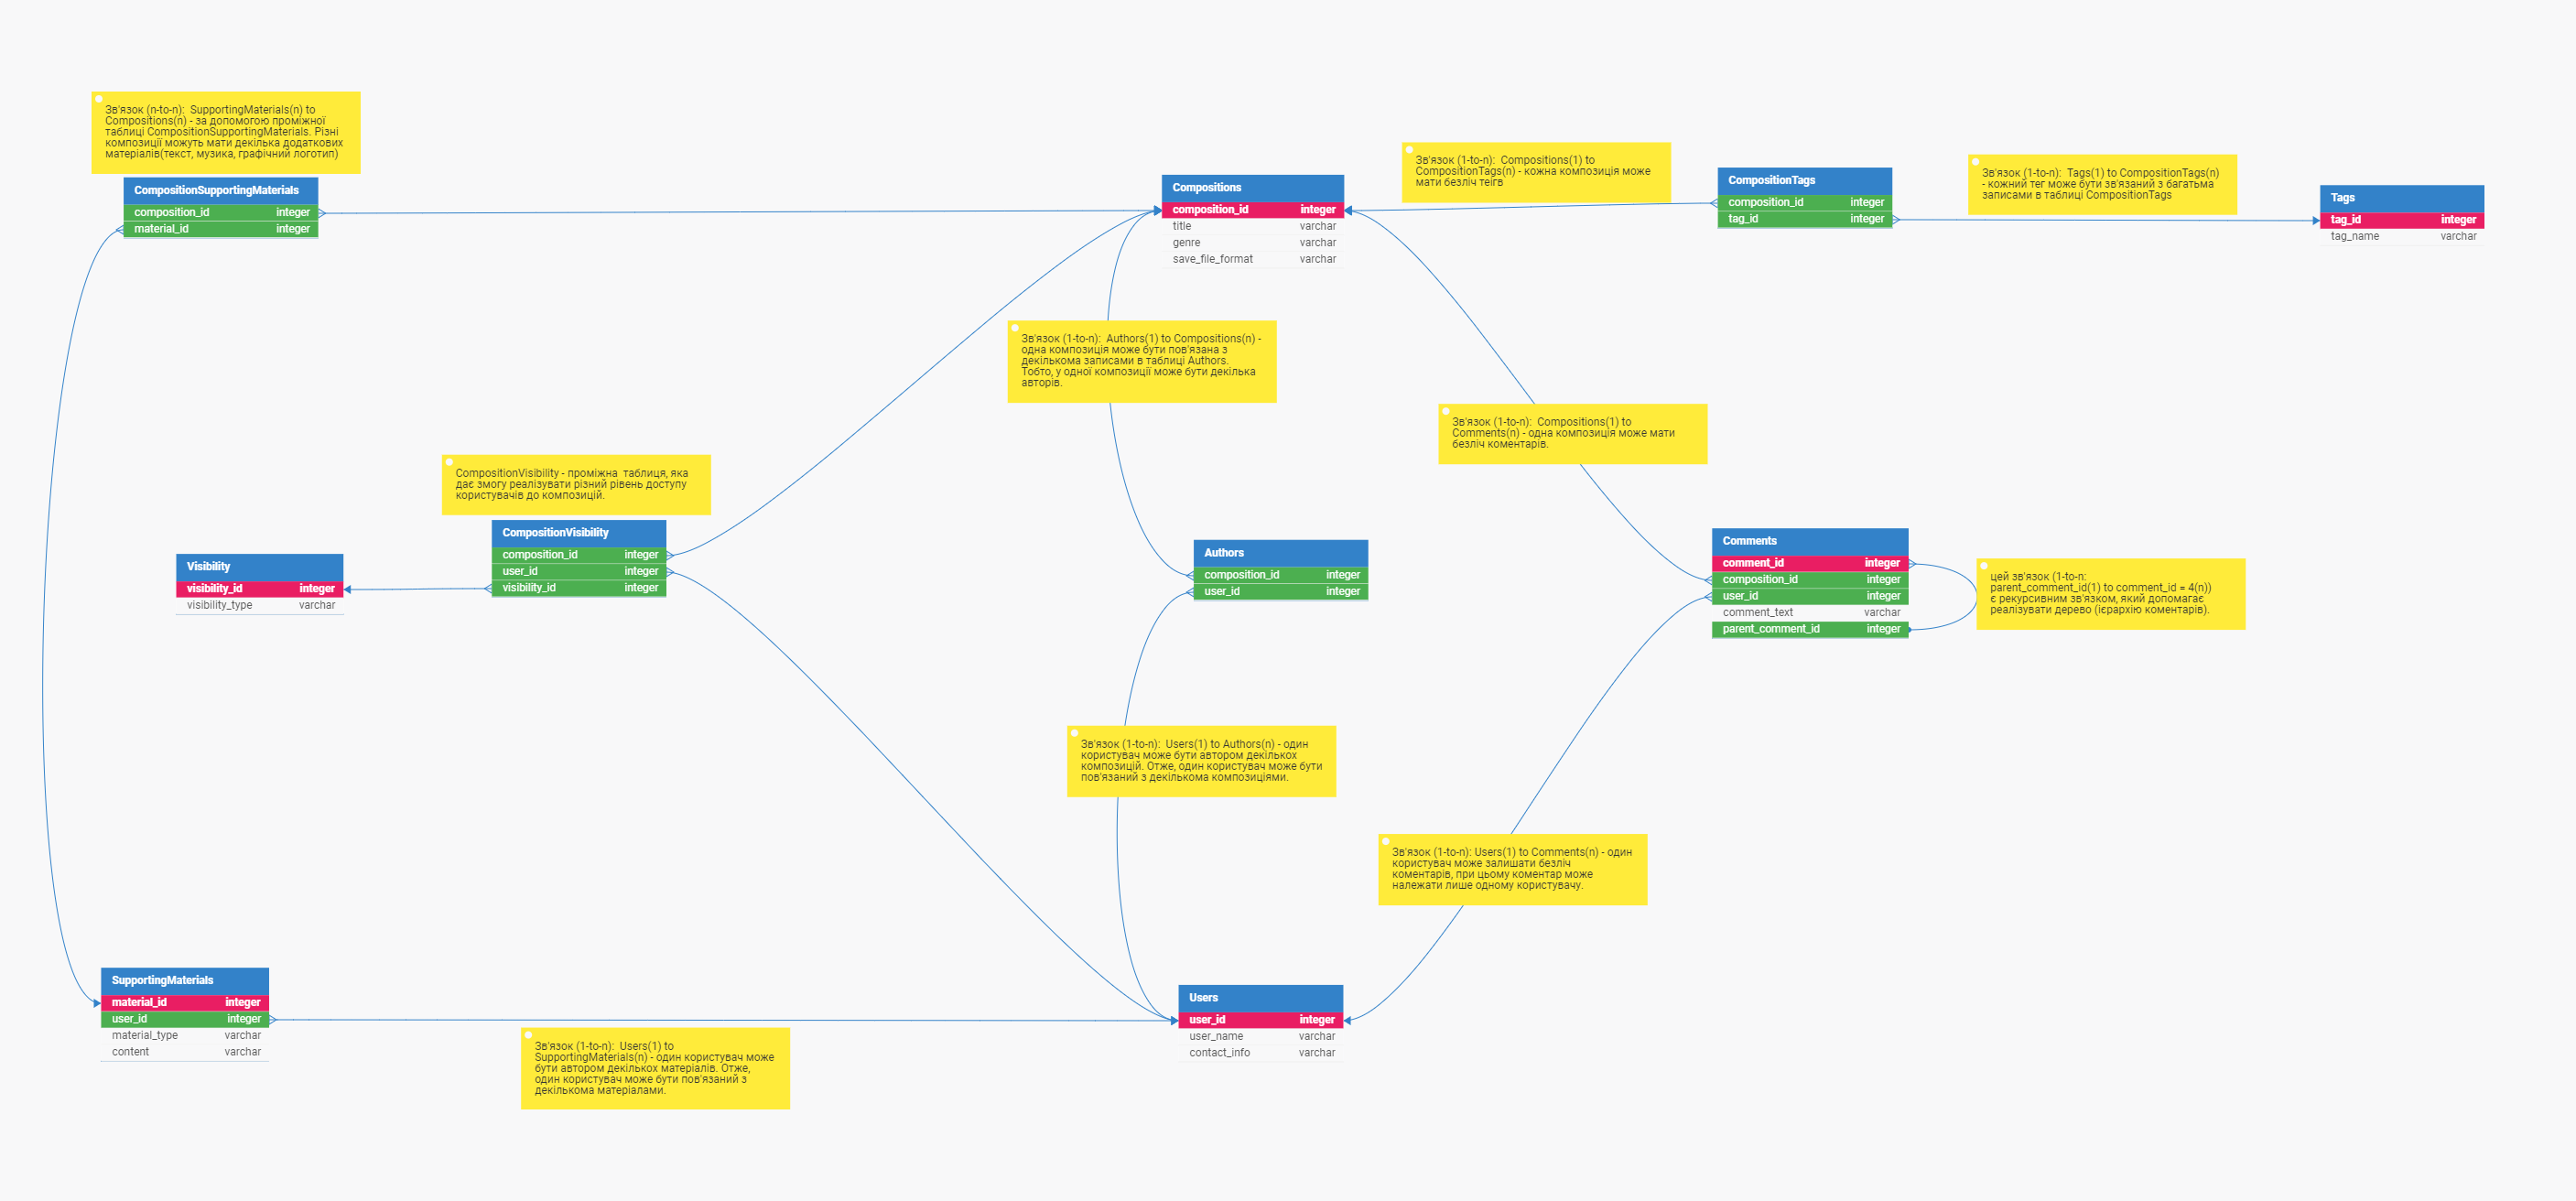 Зв'язок (n-to-n):  SupportingMaterials(n) to
Compositions(n) - за допомогою проміжної
таблиці CompositionSupportingMaterials. Різні
композиції можуть мати декілька додаткових
матеріалів(текст, музика, графічний логотип)
CompositionSupportingMaterials
composition_id integer
material_id integer
Compositions
composition_id integer
title varchar
genre varchar
save_file_format varchar
Зв'язок (1-to-n):  Compositions(1) to
CompositionTags(n) - кожна композиція може
мати безліч теігв
CompositionTags
composition_id integer
tag_id integer
Зв'язок (1-to-n):  Tags(1) to CompositionTags(n)
- кожний тег може бути зв'язаний з багатьма
записами в таблиці CompositionTags
Tags
tag_id integer
tag_name varchar
Зв'язок (1-to-n):  Authors(1) to Compositions(n) -
одна композиція може бути пов'язана з
декількома записами в таблиці Authors.
Тобто, у одної композиції може бути декілька
авторів.
Зв'язок (1-to-n):  Compositions(1) to
Comments(n) - одна композиція може мати
безліч коментарів.
CompositionVisibility - проміжна  таблиця, яка
дає змогу реалізувати різний рівень доступу
користувачів до композицій.
CompositionVisibility
composition_id integer
user_id integer
visibility_id integer
Visibility
visibility_id integer
visibility_type varchar
Authors
composition_id integer
user_id integer
Comments
comment_id integer
composition_id integer
user_id integer
comment_text varchar
parent_comment_id integer
цей зв'язок (1-to-n:
parent_comment_id(1) to comment_id = 4(n))
є рекурсивним зв'язком, який допомагає
реалізувати дерево (ієрархію коментарів).
Зв'язок (1-to-n):  Users(1) to Authors(n) - один
користувач може бути автором декількох
композицій. Отже, один користувач може бути
пов'язаний з декількома композиціями.
Зв'язок (1-to-n): Users(1) to Comments(n) - один
користувач може залишати безліч
коментарів, при цьому коментар може
належати лише одному користувачу.
SupportingMaterials
material_id integer
user_id integer
material_type varchar
content varchar
Users
user_id integer
user_name varchar
contact_info varchar
Зв'язок (1-to-n):  Users(1) to
SupportingMaterials(n) - один користувач може
бути автором декількох матеріалів. Отже,
один користувач може бути пов'язаний з
декількома матеріалами.